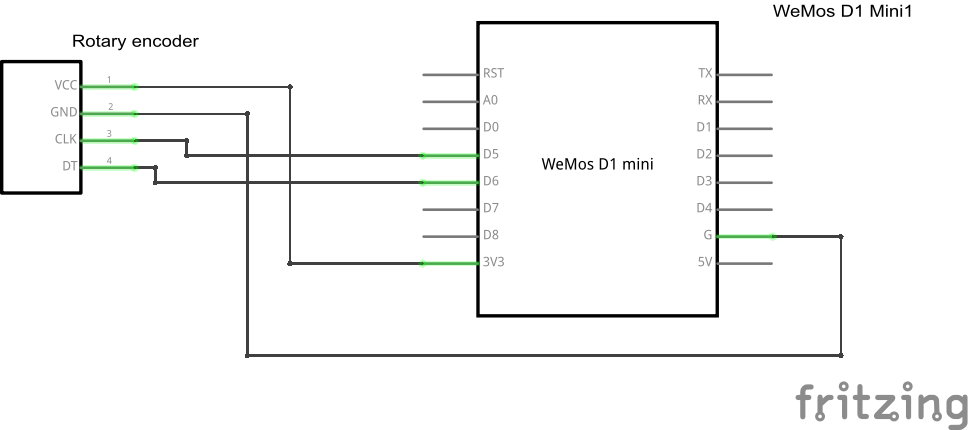 WeMos D1 Mini1
Rotary encoder
VCC 1
GND 2
CLK 3
DT 4
RST TX
A0 RX
D0 D1
D5 WeMos D1 mini D2
D6 D3
D7 D4
D8 G
3V3 5V
fritzing